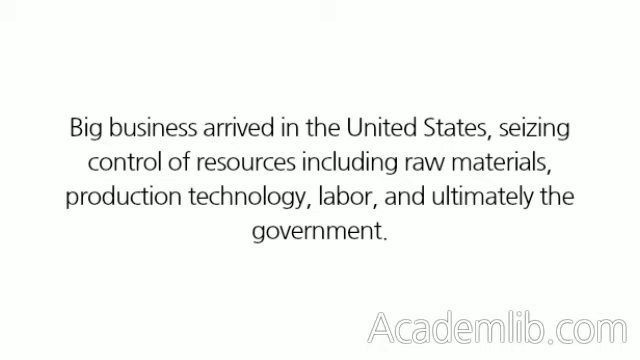 Big business arrived in the United States, seizing
control of resources including raw materials,
production technology, labor, and ultimately the
government.
Academlib.com